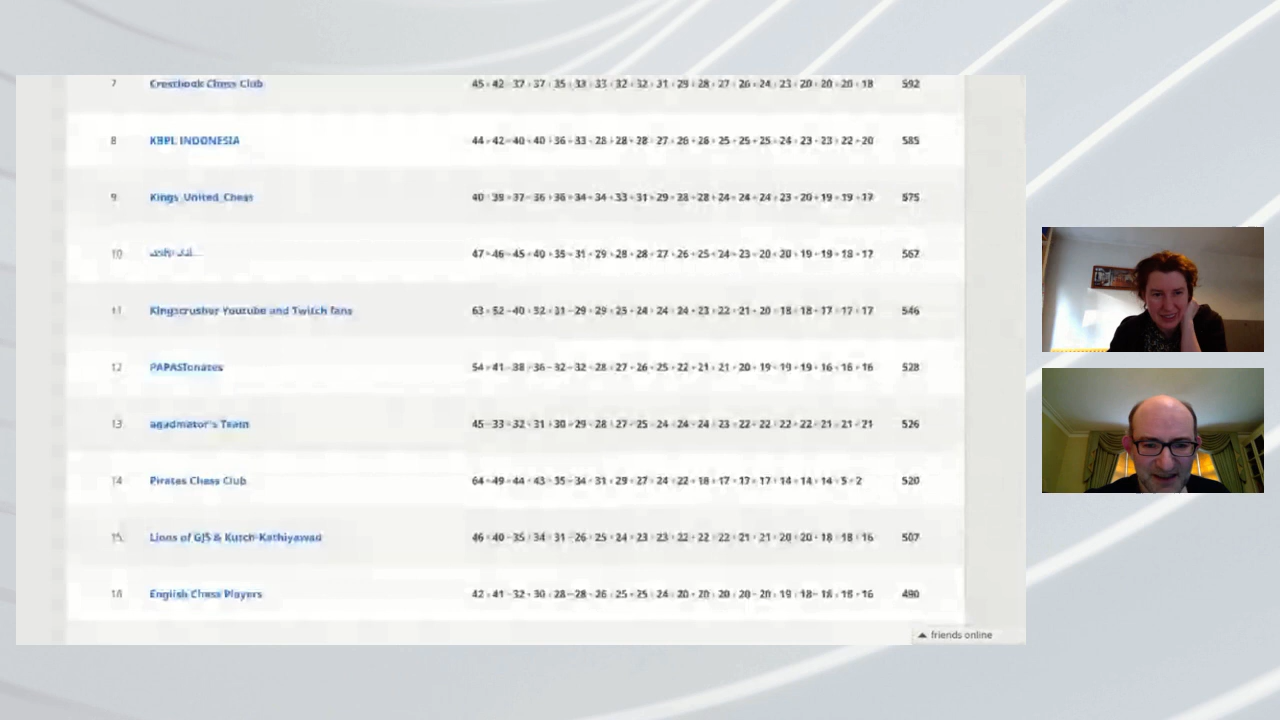 7 Crestbook Chess Club 45 42 37 37 35 33 33 32 32 31 29 28 27 26 24 23 20 20 20 18 592
8 KBPL INDONESIA 44 42 40 40 36 33 28 28 28 27 26 26 25 25 25 24 23 23 22 20 585
9 Kings_United_Chess 40 39 37 36 36 34 34 33 31 29 28 28 24 24 24 23 20 19 19 17 575
10 47 46 45 40 35 31 29 28 28 27 26 25 24 23 20 20 19 19 18 17 567
11 Kingscrusher Youtube and Twitch fans 63 52 40 32 31 29 29 25 24 24 24 23 22 21 20 18 18 17 17 17 546
12 PAPASTonates 54 41 38 36 32 32 28 27 26 25 22 21 21 20 19 19 19 16 16 16 528
13 agadmator's Team 45 33 32 31 30 29 28 27 25 24 24 24 23 22 22 22 22 21 21 21 526
14 Pirates Chess Club 64 49 44 43 35 34 31 29 27 24 22 18 17 17 17 14 14 14 5 2 520
15 Lions of GJS & Kutch-Kathiyawad 46 40 35 34 31 26 25 24 23 23 22 22 22 21 21 20 20 18 18 16 507
16 English Chess Players 42 41 32 30 28 28 26 25 25 24 20 20 20 20 20 19 18 18 18 16 490
friends online